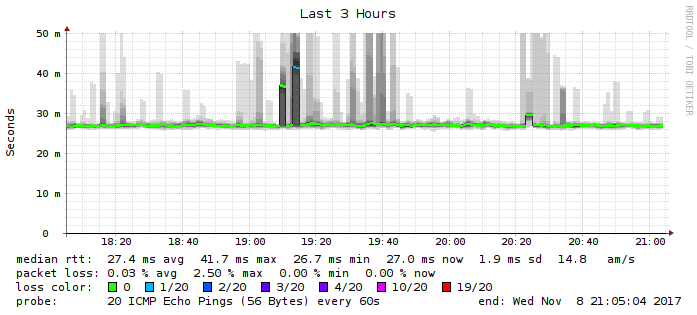 Last 3 Hours
RRDTOOL / TOBI OETIKER
Seconds
50 m
40 m
30 m
20 m
10 m
0
18:20 18:40 19:00 19:20 19:40 20:00 20:20 20:40 21:00
median rtt: 27.4 ms avg 41.7 ms max 26.7 ms min 27.0 ms now 1.9 ms sd 14.8 am/s
packet loss: 0.03 % avg 2.50 % max 0.00 % min 0.00 % now
loss color: 0 1/20 2/20 3/20 4/20 10/20 19/20
probe: 20 ICMP Echo Pings (56 Bytes) every 60s end: Wed Nov 8 21:05:04 2017